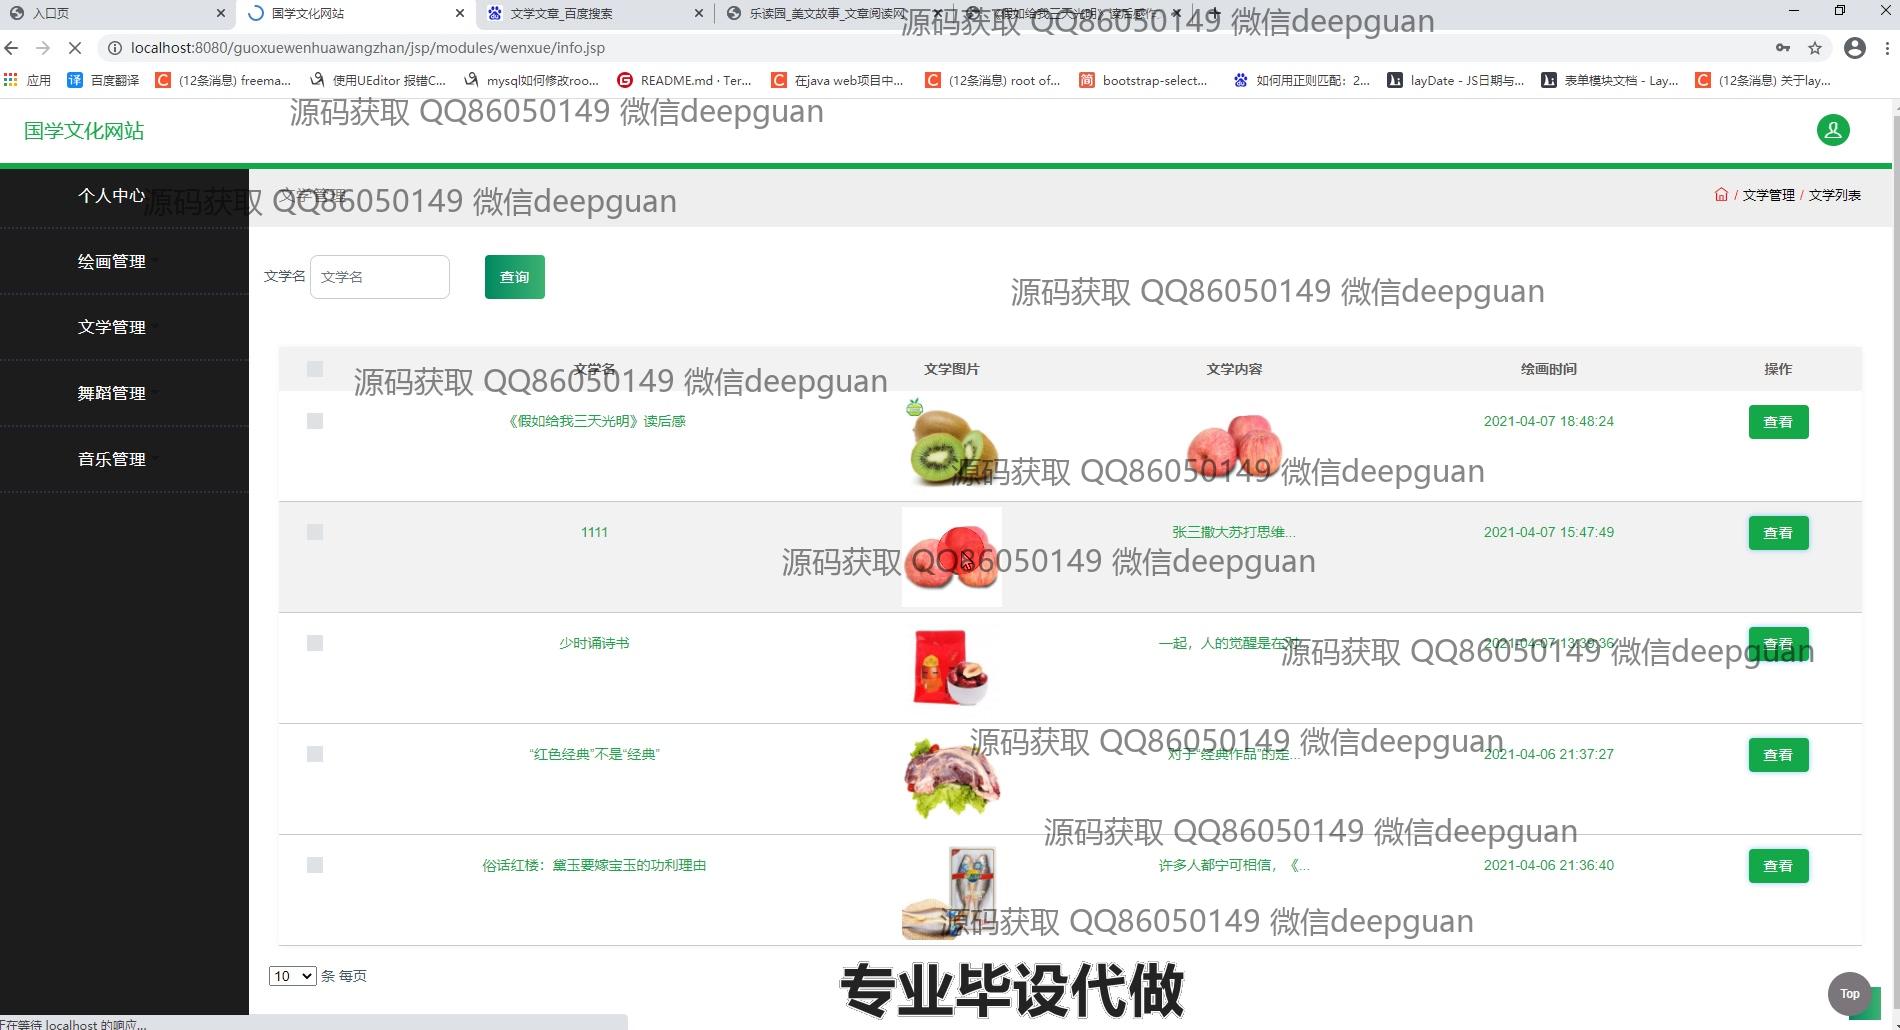 入口页
国学文化网站
文学文章_百度搜索
乐读园_美文故事_文章阅读网
《假如给我三天光明》读后感作
源码获取 QQ86050149 微信deepguan
localhost:8080/guoxuewenhuawangzhan/jsp/modules/wenxue/info.jsp
应用
百度翻译
(12条消息) freema...
使用UEditor 报错C...
mysql如何修改roo...
README.md · Ter...
在java web项目中...
(12条消息) root of...
bootstrap-select...
如何用正则匹配：2...
layDate - JS日期与...
表单模块文档 - Lay...
(12条消息) 关于lay...
源码获取 QQ86050149 微信deepguan
国学文化网站
个人中心
文学管理
源码获取 QQ86050149 微信deepguan
/ 文学管理 / 文学列表
绘画管理
文学管理
舞蹈管理
音乐管理
文学名
文学名
查询
源码获取 QQ86050149 微信deepguan
文学名
文学图片
文学内容
绘画时间
操作
源码获取 QQ86050149 微信deepguan
《假如给我三天光明》读后感
2021-04-07 18:48:24
查看
源码获取 QQ86050149 微信deepguan
1111
张三撒大苏打思维...
2021-04-07 15:47:49
查看
源码获取 QQ86050149 微信deepguan
少时诵诗书
一起，人的觉醒是在对...
2021-04-07 13:39:36
查看
源码获取 QQ86050149 微信deepguan
“红色经典”不是“经典”
对于“经典作品”的定...
2021-04-06 21:37:27
查看
源码获取 QQ86050149 微信deepguan
源码获取 QQ86050149 微信deepguan
俗话红楼：黛玉要嫁宝玉的功利理由
许多人都宁可相信，《...
2021-04-06 21:36:40
查看
源码获取 QQ86050149 微信deepguan
10 条 每页
专业毕设代做
Top
正在等待 localhost 的响应...